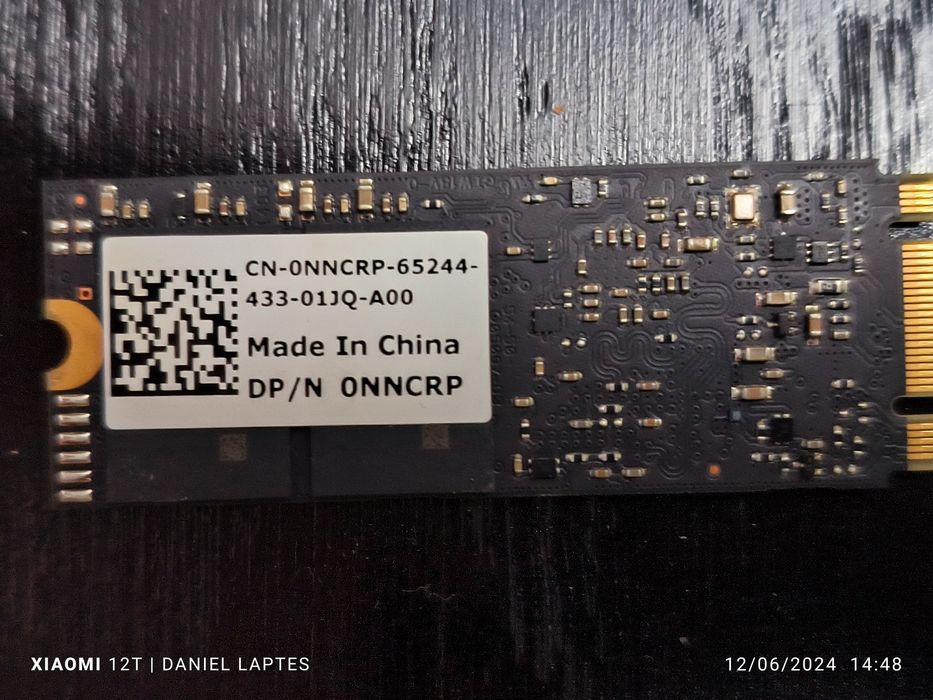 CN-0NNCRP-65244-
433-01JQ-A00
Made In China
DP/N 0NNCRP
XIAOMI 12T | DANIEL LAPTES
12/06/2024 14:48